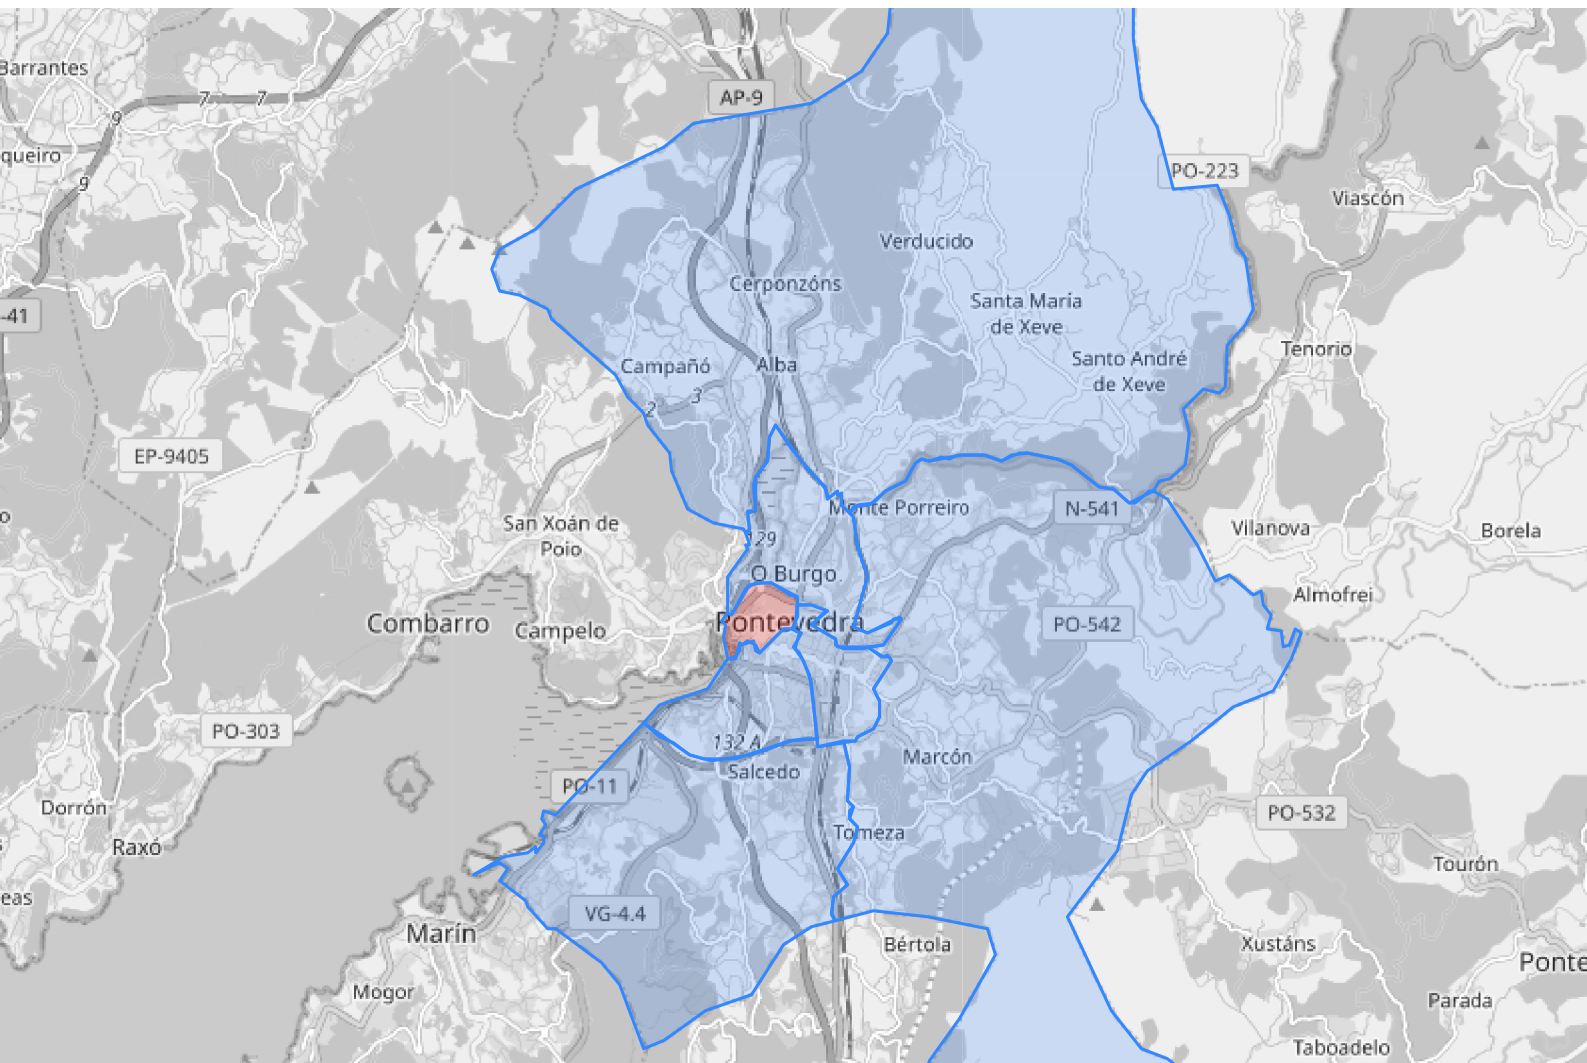 Barrantes
7
7
AP-9
9
queiro
9
PO-223
Viascón
Verducido
Cerponzóns
Santa María
de Xeve
-41
Tenorio
Campañó
Alba
Santo André
de Xeve
3
2
EP-9405
Monte Porreiro
N-541
San Xoán de
Poio
Vilanova
Borela
129
O Burgo
Almofrei
Combarro
Campelo
Pontevedra
PO-542
PO-303
132 A
Marcón
Salcedo
PO-11
Dorrón
PO-532
Raxó
Tomeza
Tourón
eas
VG-4.4
Marín
Bértola
Xustáns
Ponte
Mogor
Parada
Taboadelo